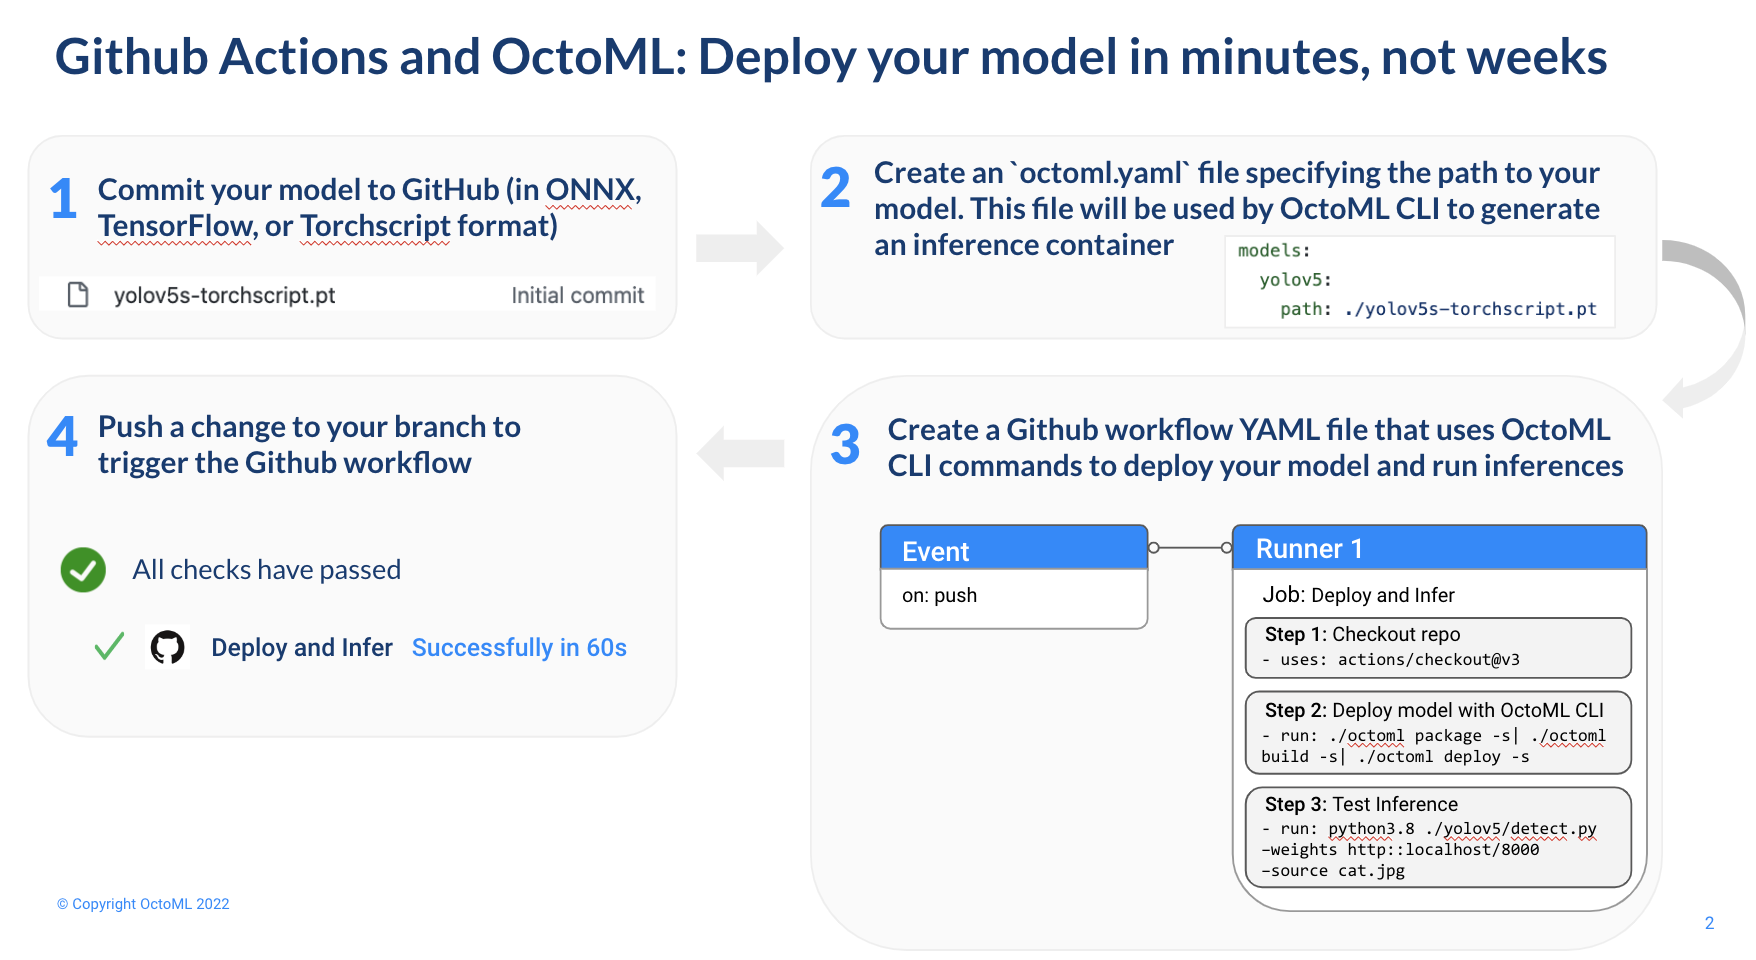 Github Actions and OctoML: Deploy your model in minutes, not weeks
1
Commit your model to GitHub (in ONNX,
TensorFlow, or Torchscript format)
yolov5s-torchscript.pt Initial commit
2
Create an `octoml.yaml` file specifying the path to your
model. This file will be used by OctoML CLI to generate
an inference container
models:
yolov5:
path: ./yolov5s-torchscript.pt
3
Create a Github workflow YAML file that uses OctoML
CLI commands to deploy your model and run inferences
Event
on: push
Runner 1
Job: Deploy and Infer
Step 1: Checkout repo
- uses: actions/checkout@v3
Step 2: Deploy model with OctoML CLI
- run: ./octoml package -s| ./octoml
build -s| ./octoml deploy -s
Step 3: Test Inference
- run: python3.8 ./yolov5/detect.py
–weights http::localhost/8000
–source cat.jpg
4
Push a change to your branch to
trigger the Github workflow
All checks have passed
Deploy and Infer Successfully in 60s
© Copyright OctoML 2022
2